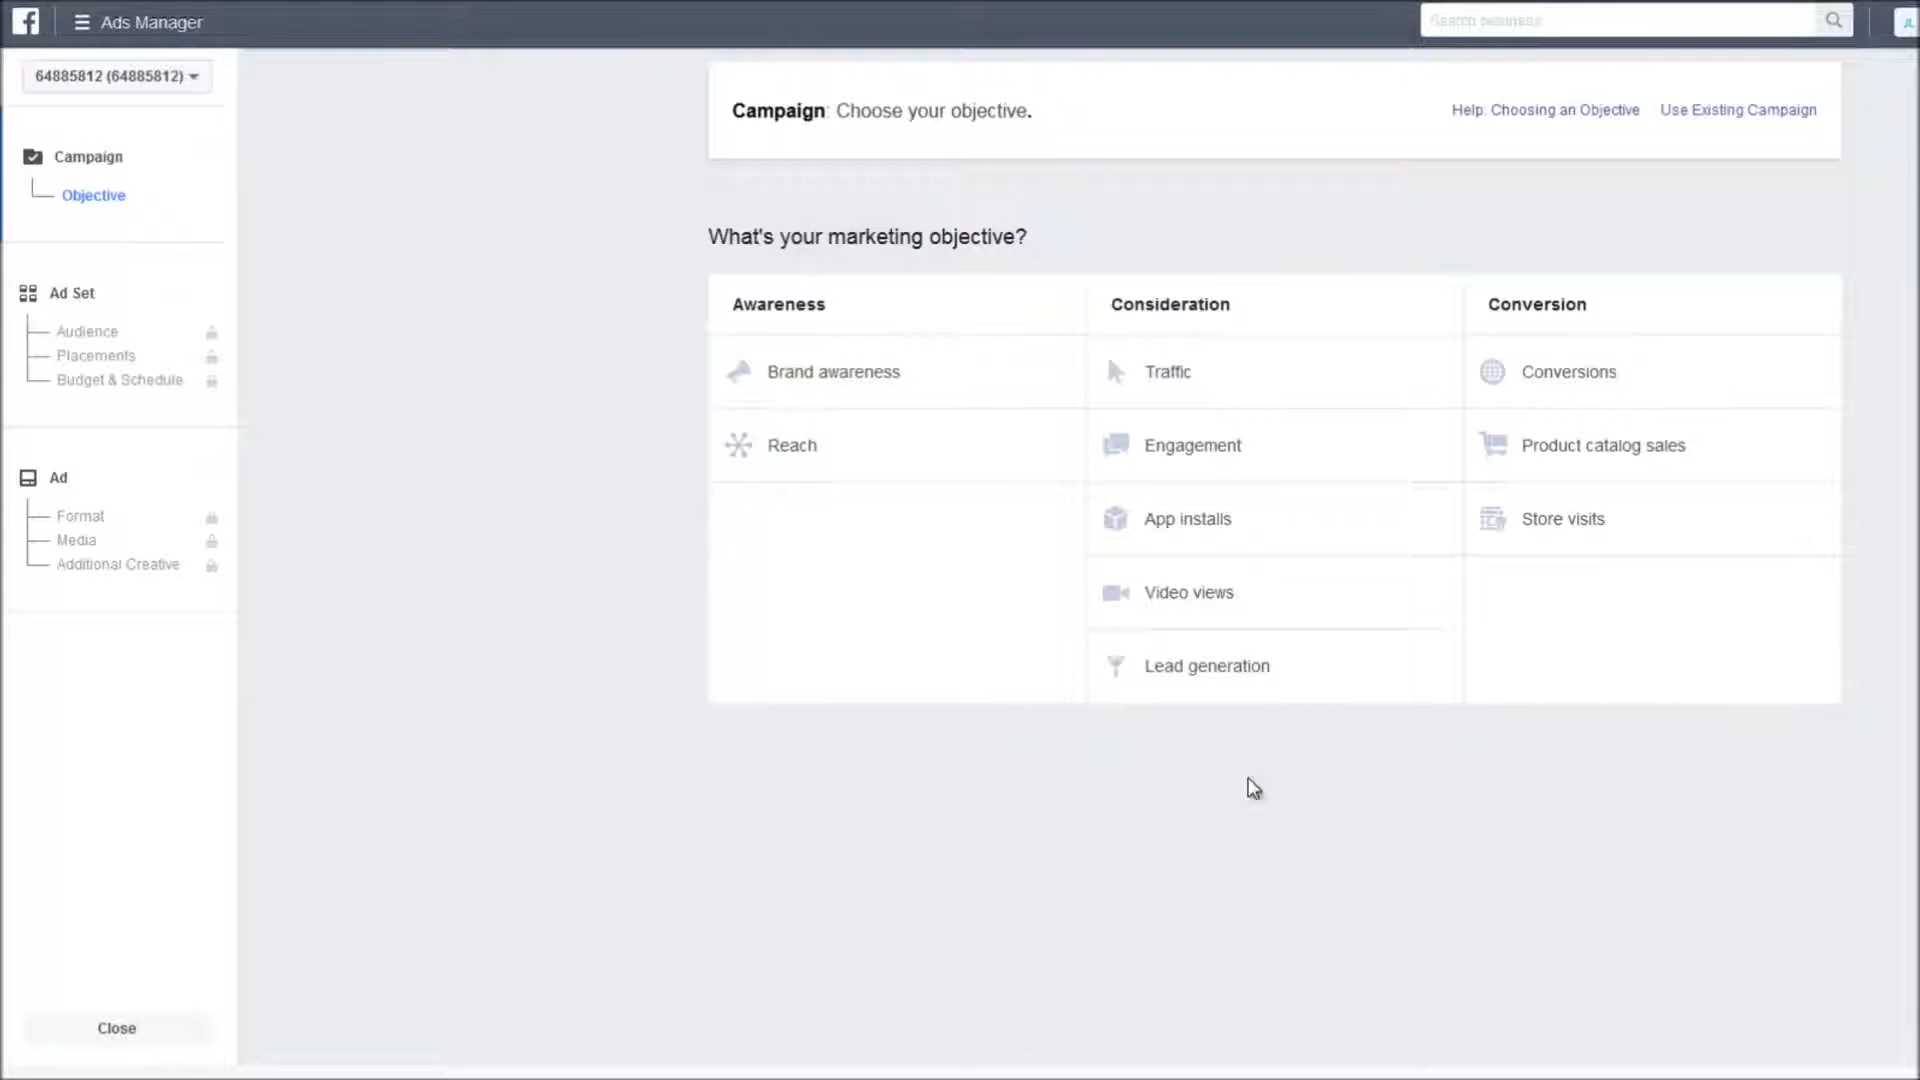 f
Ads Manager
Search business
JL
64885812 (64885812)
Campaign
Objective
Ad Set
Audience
Placements
Budget & Schedule
Ad
Format
Media
Additional Creative
Close
Campaign: Choose your objective.
Help: Choosing an Objective
Use Existing Campaign
What's your marketing objective?
Awareness
Brand awareness
Reach
Consideration
Traffic
Engagement
App installs
Video views
Lead generation
Conversion
Conversions
Product catalog sales
Store visits